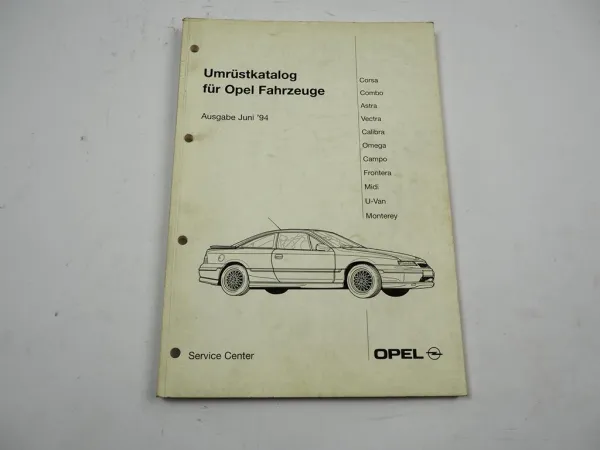 Umrüstkatalog
für Opel Fahrzeuge
Ausgabe Juni '94
Corsa
Combo
Astra
Vectra
Calibra
Omega
Campo
Frontera
Midi
U-Van
Monterey
Service Center
OPEL